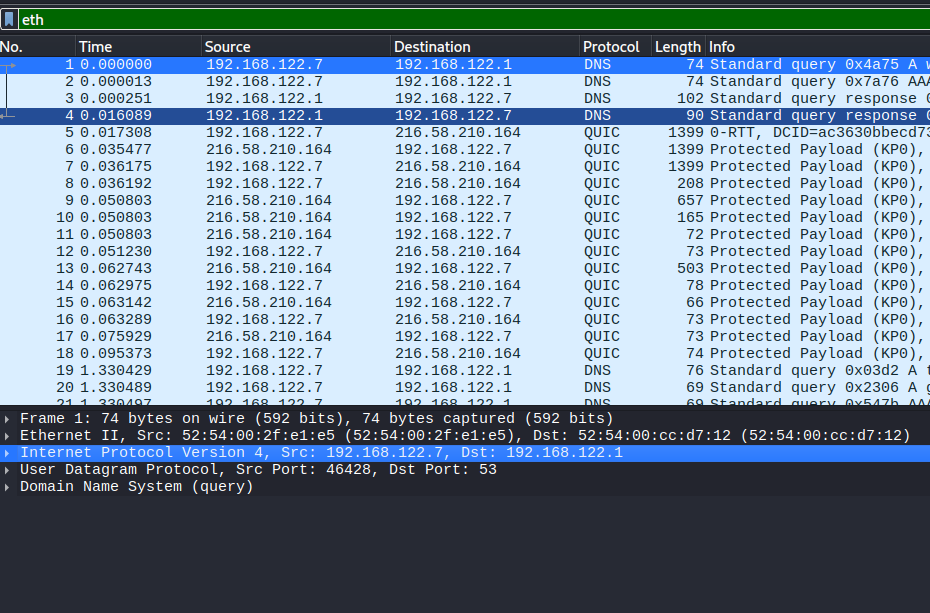 eth
No. Time Source Destination Protocol Length Info
1 0.000000 192.168.122.7 192.168.122.1 DNS 74 Standard query 0x4a75 A
2 0.000013 192.168.122.7 192.168.122.1 DNS 74 Standard query 0x7a76
3 0.000251 192.168.122.1 192.168.122.7 DNS 102 Standard query response
4 0.016089 192.168.122.1 192.168.122.7 DNS 90 Standard query response
5 0.017308 192.168.122.7 216.58.210.164 QUIC 1399 0-RTT, DCID=ac3630bbecd73
6 0.035477 216.58.210.164 192.168.122.7 QUIC 1399 Protected Payload (KP0),
7 0.036175 192.168.122.7 216.58.210.164 QUIC 1399 Protected Payload (KP0),
8 0.036192 192.168.122.7 216.58.210.164 QUIC 208 Protected Payload (KP0),
9 0.050803 216.58.210.164 192.168.122.7 QUIC 657 Protected Payload (KP0),
10 0.050803 216.58.210.164 192.168.122.7 QUIC 165 Protected Payload (KP0),
11 0.050803 216.58.210.164 192.168.122.7 QUIC 72 Protected Payload (KP0),
12 0.051230 192.168.122.7 216.58.210.164 QUIC 73 Protected Payload (KP0),
13 0.062743 216.58.210.164 192.168.122.7 QUIC 503 Protected Payload (KP0),
14 0.062975 192.168.122.7 216.58.210.164 QUIC 78 Protected Payload (KP0),
15 0.063142 216.58.210.164 192.168.122.7 QUIC 66 Protected Payload (KP0),
16 0.063289 192.168.122.7 216.58.210.164 QUIC 73 Protected Payload (KP0),
17 0.075929 216.58.210.164 192.168.122.7 QUIC 73 Protected Payload (KP0),
18 0.095373 192.168.122.7 216.58.210.164 QUIC 74 Protected Payload (KP0),
19 1.330429 192.168.122.7 192.168.122.1 DNS 76 Standard query 0x03d2 A
20 1.330489 192.168.122.7 192.168.122.1 DNS 69 Standard query 0x2306 A
21 1.330497 192.168.122.7 192.168.122.1 DNS 69 Standard query 0x547b
Frame 1: 74 bytes on wire (592 bits), 74 bytes captured (592 bits)
Ethernet II, Src: 52:54:00:2f:e1:e5 (52:54:00:2f:e1:e5), Dst: 52:54:00:cc:d7:12 (52:54:00:cc:d7:12)
Internet Protocol Version 4, Src: 192.168.122.7, Dst: 192.168.122.1
User Datagram Protocol, Src Port: 46428, Dst Port: 53
Domain Name System (query)